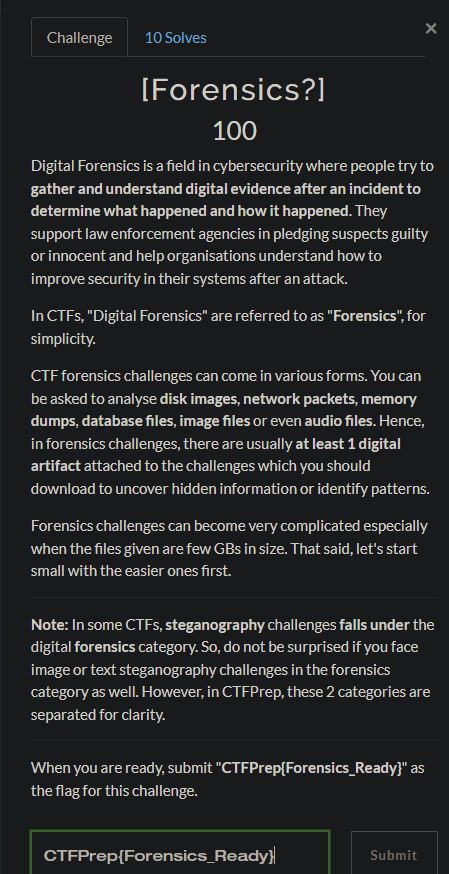 Challenge
10 Solves
×
[Forensics?]
100
Digital Forensics is a field in cybersecurity where people try to
gather and understand digital evidence after an incident to
determine what happened and how it happened. They
support law enforcement agencies in pledging suspects guilty
or innocent and help organisations understand how to
improve security in their systems after an attack.
In CTFs, "Digital Forensics" are referred to as "Forensics", for
simplicity.
CTF forensics challenges can come in various forms. You can
be asked to analyse disk images, network packets, memory
dumps, database files, image files or even audio files. Hence,
in forensics challenges, there are usually at least 1 digital
artifact attached to the challenges which you should
download to uncover hidden information or identify patterns.
Forensics challenges can become very complicated especially
when the files given are few GBs in size. That said, let's start
small with the easier ones first.
Note: In some CTFs, steganography challenges falls under the
digital forensics category. So, do not be surprised if you face
image or text steganography challenges in the forensics
category as well. However, in CTFPrep, these 2 categories are
separated for clarity.
When you are ready, submit "CTFPrep{Forensics_Ready}" as
the flag for this challenge.
CTFPrep{Forensics_Ready}
Submit